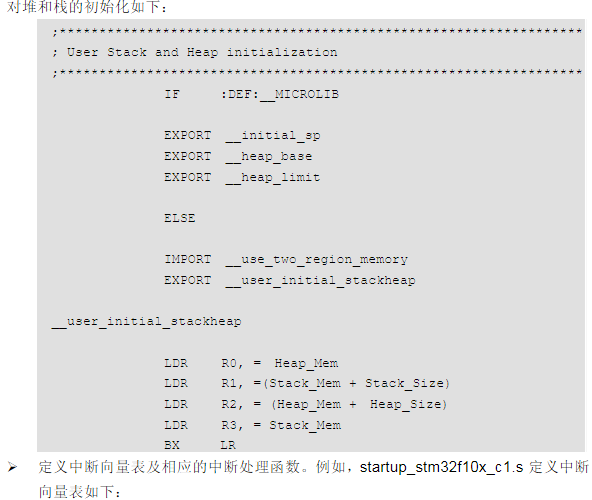 对堆和栈的初始化如下：
;******************************************************************
; User Stack and Heap initialization
;******************************************************************
IF :DEF:__MICROLIB
EXPORT __initial_sp
EXPORT __heap_base
EXPORT __heap_limit
ELSE
IMPORT __use_two_region_memory
EXPORT __user_initial_stackheap
__user_initial_stackheap
LDR R0, = Heap_Mem
LDR R1, =(Stack_Mem + Stack_Size)
LDR R2, = (Heap_Mem + Heap_Size)
LDR R3, = Stack_Mem
BX LR
➢ 定义中断向量表及相应的中断处理函数。例如，startup_stm32f10x_c1.s 定义中断
向量表如下：